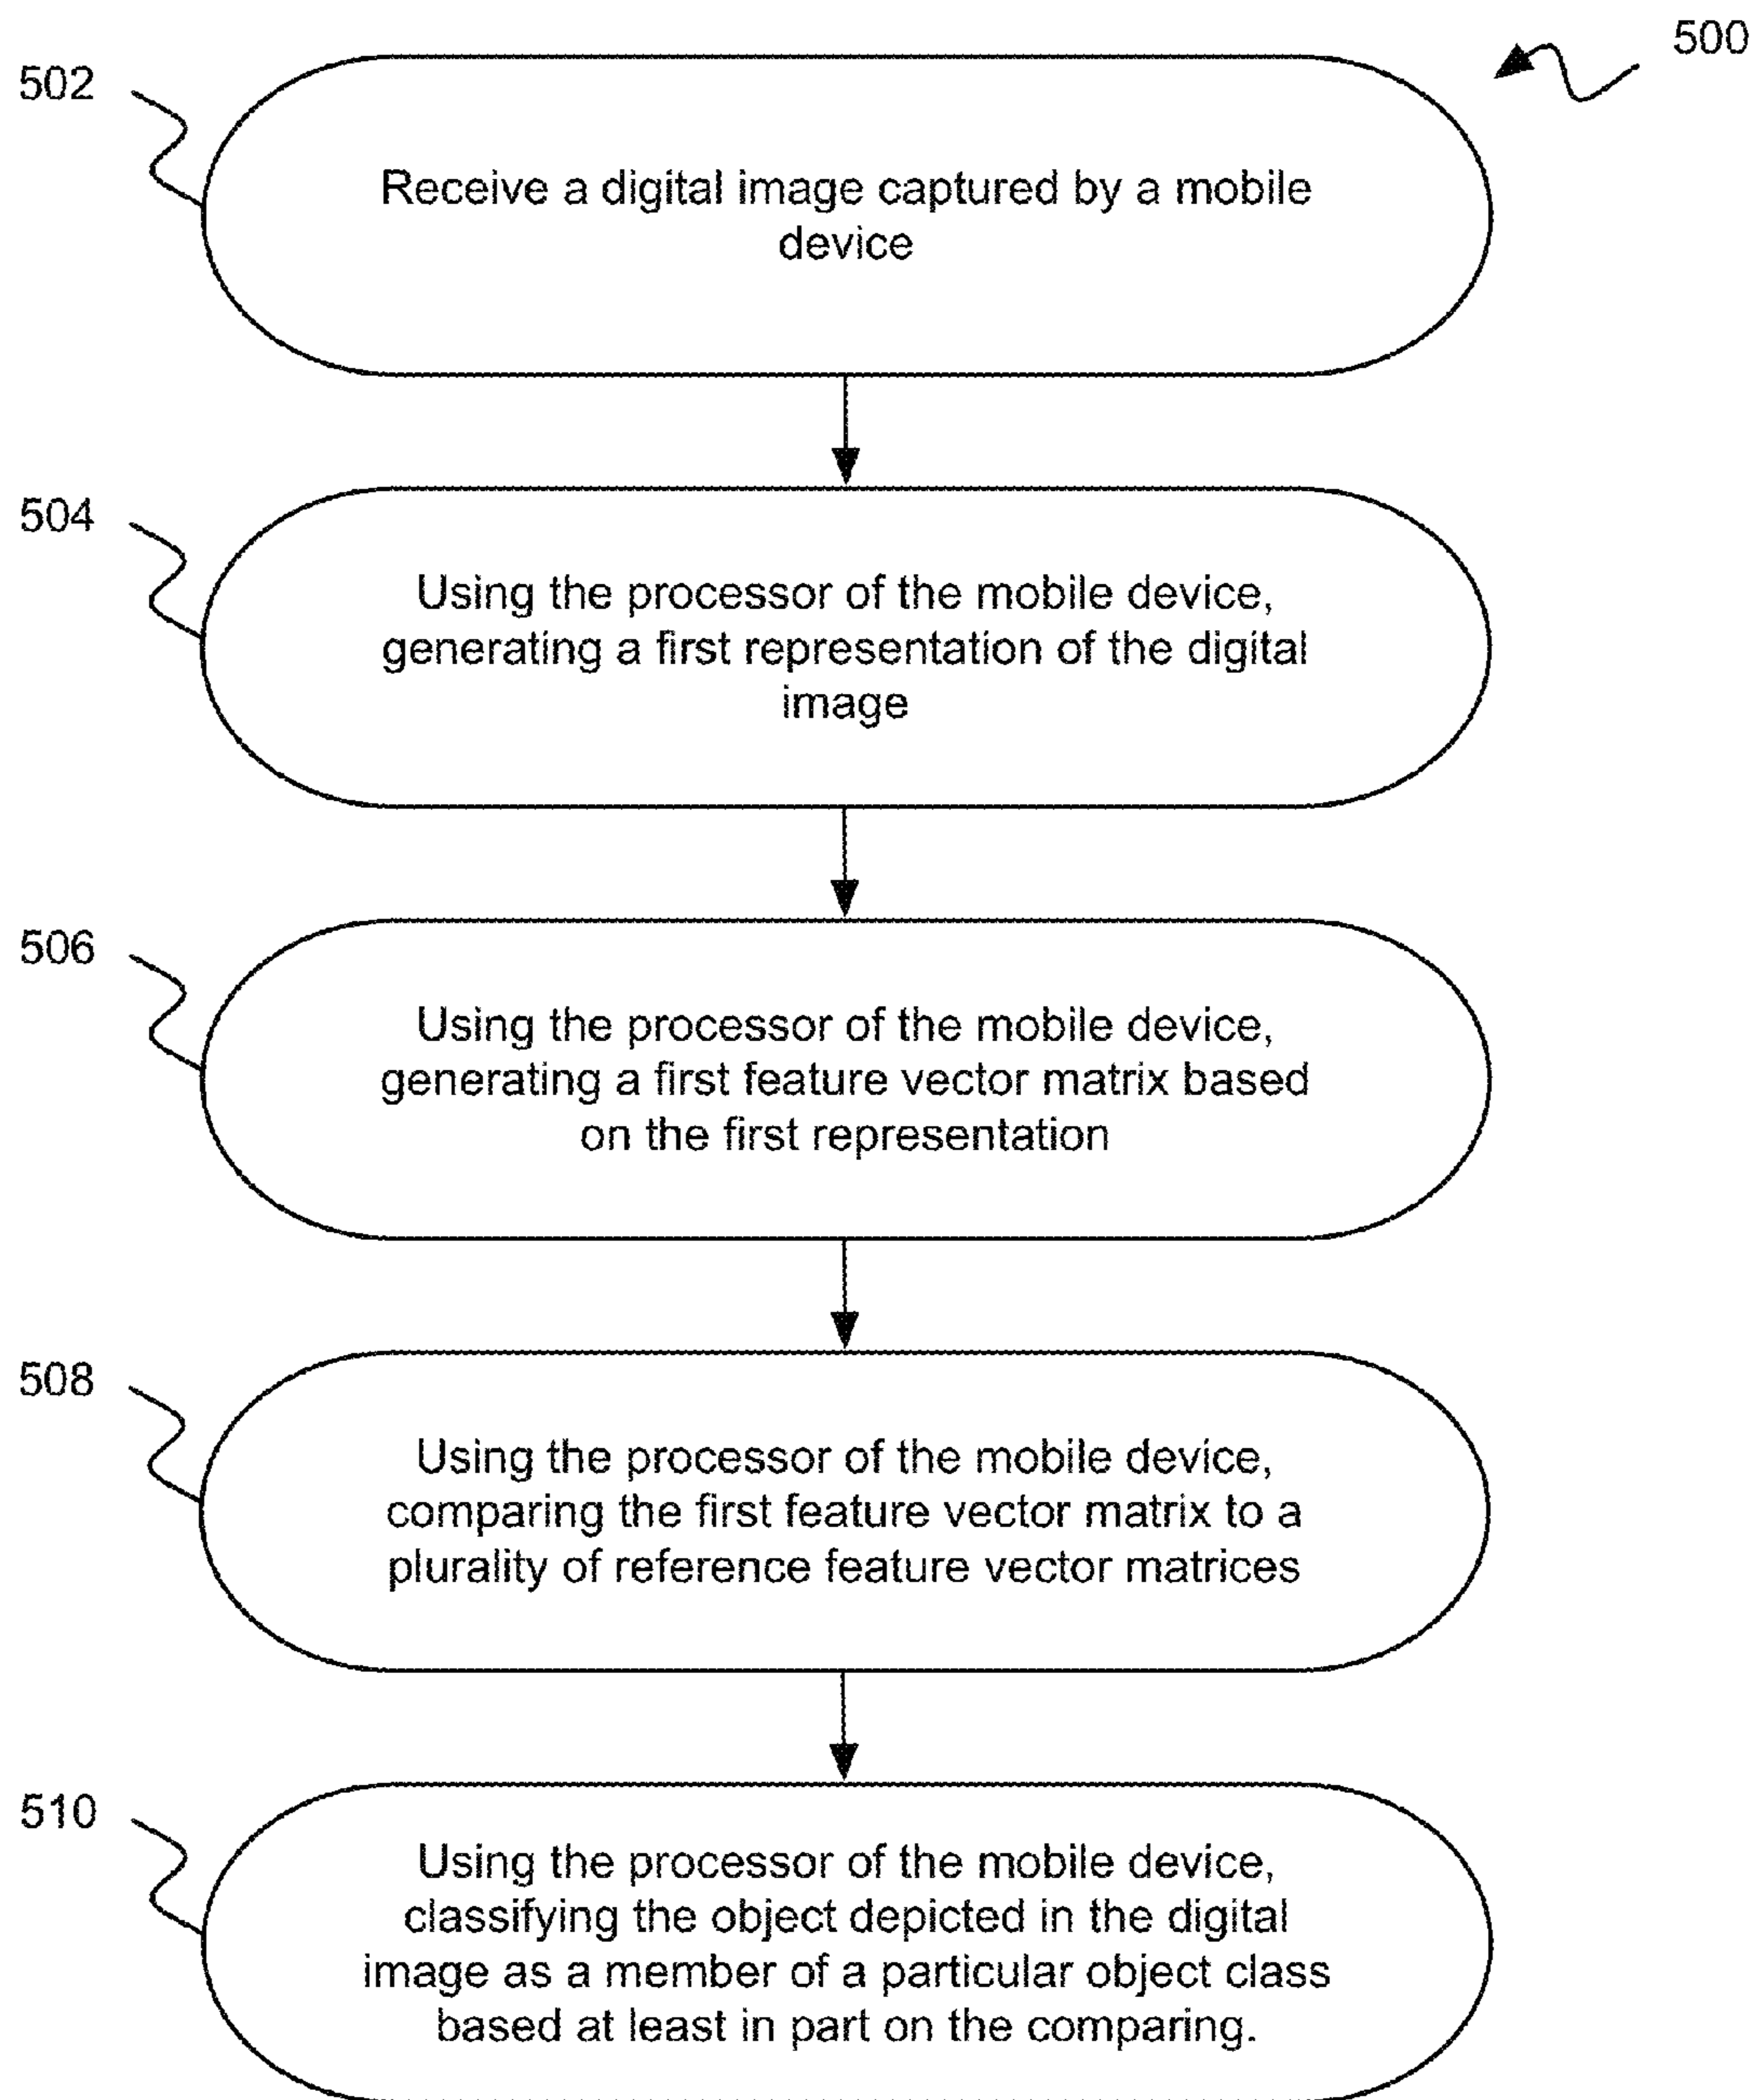 500
502
Receive a digital image captured by a mobile
device
504
Using the processor of the mobile device,
generating a first representation of the digital
image
506
Using the processor of the mobile device,
generating a first feature vector matrix based
on the first representation
508
Using the processor of the mobile device,
comparing the first feature vector matrix to a
plurality of reference feature vector matrices
510
Using the processor of the mobile device,
classifying the object depicted in the digital
image as a member of a particular object class
based at least in part on the comparing.